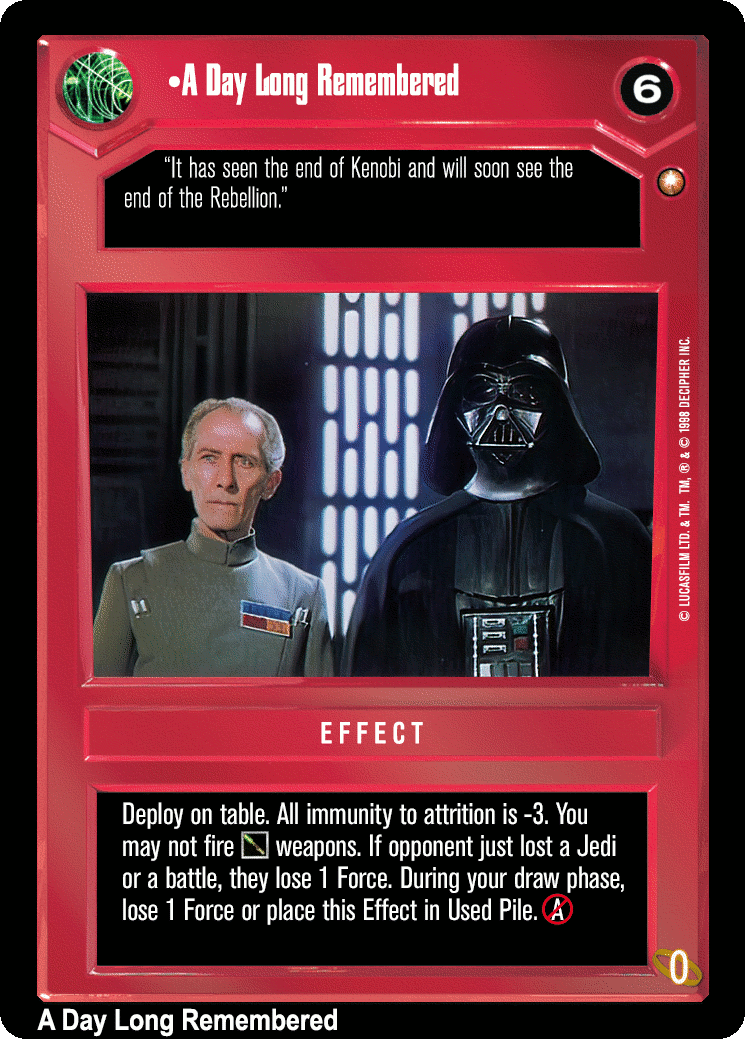 •A Day Long Remembered
6
“It has seen the end of Kenobi and will soon see the
end of the Rebellion.”
© LUCASFILM LTD. & TM. TM, ® & © 1998 DECIPHER INC.
EFFECT
Deploy on table. All immunity to attrition is -3. You
may not fire weapons. If opponent just lost a Jedi
or a battle, they lose 1 Force. During your draw phase,
lose 1 Force or place this Effect in Used Pile. A
0
A Day Long Remembered